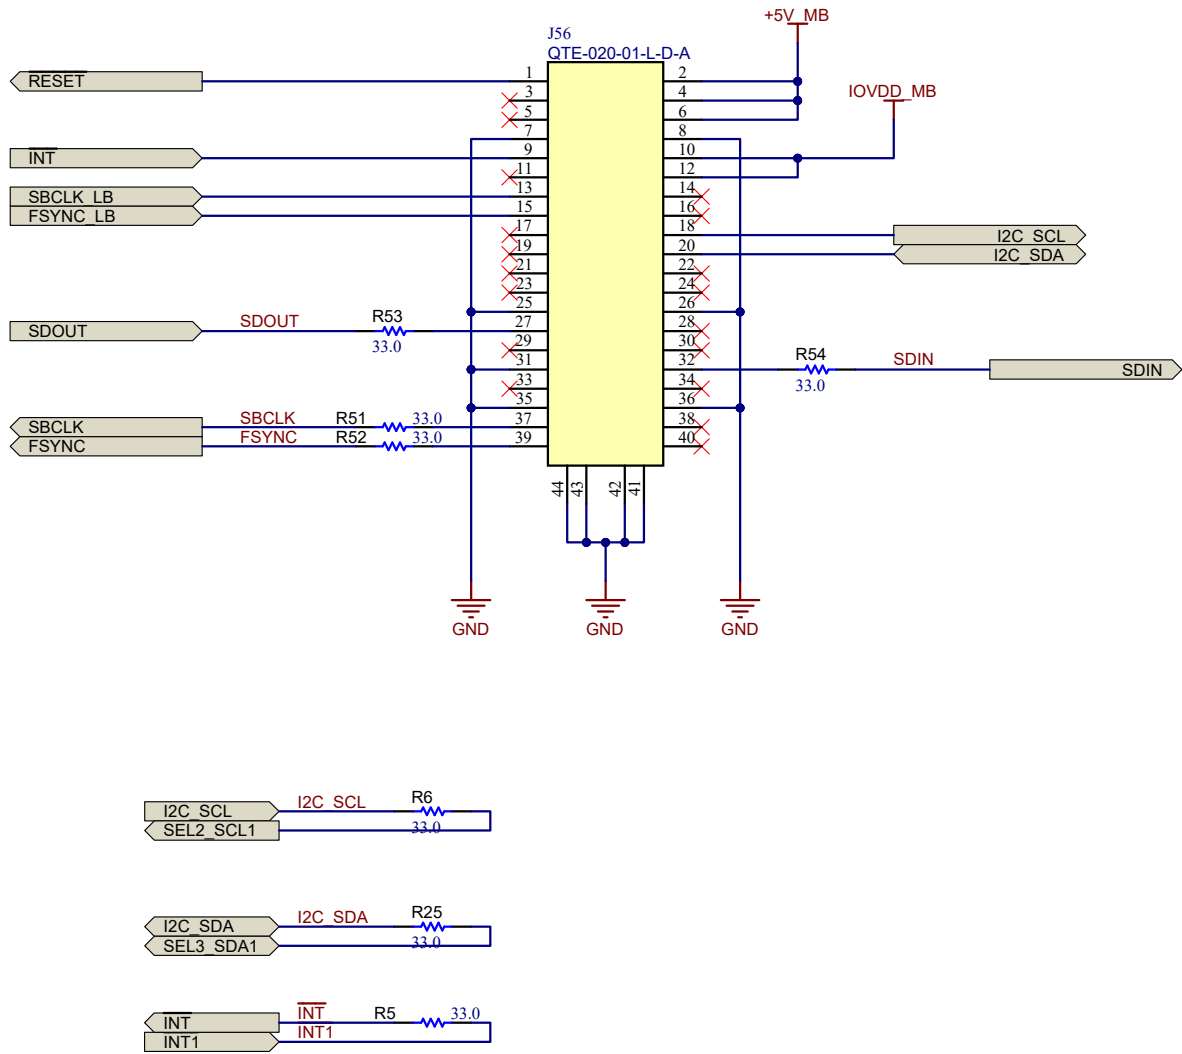 +5V_MB
J56
QTE-020-01-L-D-A
RESET 1 2
3 4 IOVDD_MB
5 6
7 8
INT 9 10
11 12
SBCLK_LB 13 14
FSYNC_LB 15 16
17 18 I2C_SCL
19 20 I2C_SDA
21 22
23 24
25 26
SDOUT SDOUT R53 27 28
33.0
29 30
31 32 R54 SDIN SDIN
33.0
33 34
35 36
SBCLK SBCLK R51 33.0 37 38
FSYNC FSYNC R52 33.0 39 40
44 43 42 41
GND GND GND
I2C_SCL I2C_SCL R6
SEL2_SCL1 33.0
I2C_SDA I2C_SDA R25
SEL3_SDA1 33.0
INT INT R5 33.0
INT1 INT1